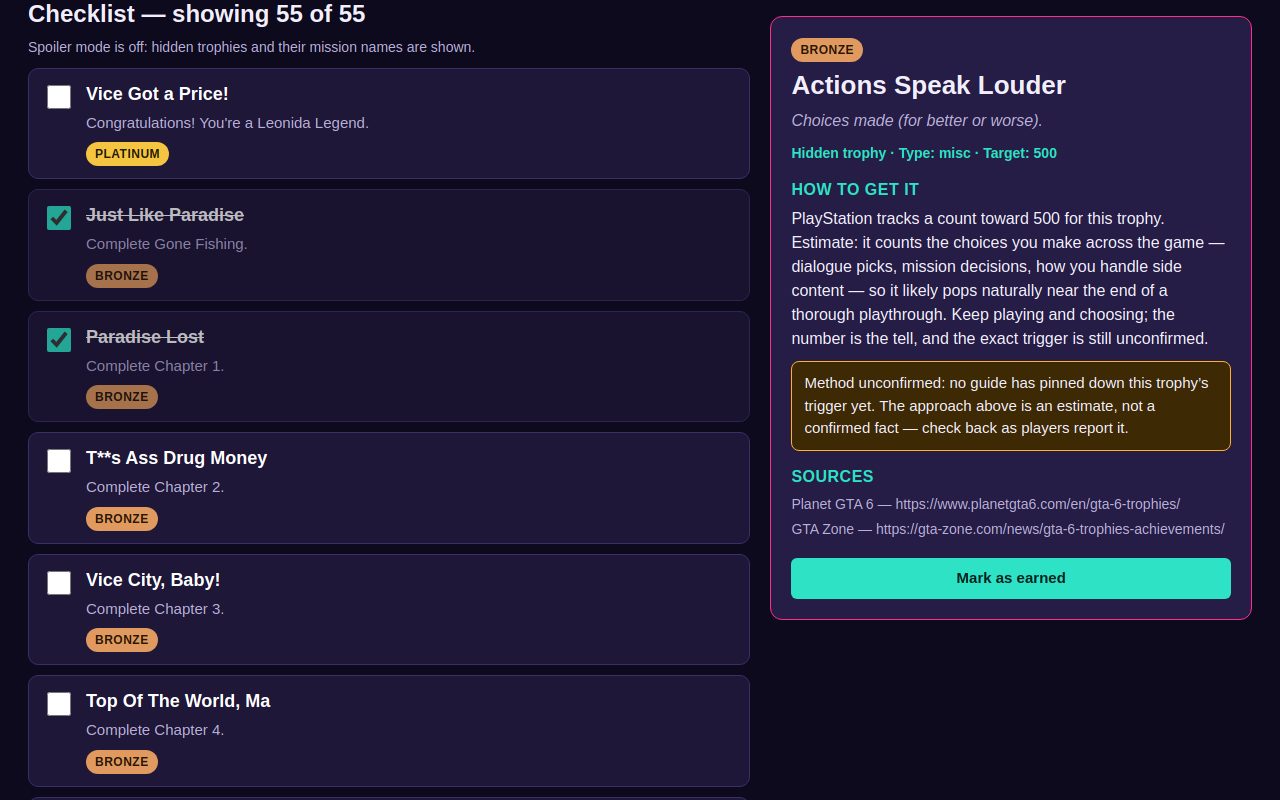 Checklist — showing 55 of 55
Spoiler mode is off: hidden trophies and their mission names are shown.
Vice Got a Price!
Congratulations! You're a Leonida Legend.
PLATINUM
Just Like Paradise
Complete Gone Fishing.
BRONZE
Paradise Lost
Complete Chapter 1.
BRONZE
T**s Ass Drug Money
Complete Chapter 2.
BRONZE
Vice City, Baby!
Complete Chapter 3.
BRONZE
Top Of The World, Ma
Complete Chapter 4.
BRONZE
BRONZE
Actions Speak Louder
Choices made (for better or worse).
Hidden trophy · Type: misc · Target: 500
HOW TO GET IT
PlayStation tracks a count toward 500 for this trophy.
Estimate: it counts the choices you make across the game —
dialogue picks, mission decisions, how you handle side
content — so it likely pops naturally near the end of a
thorough playthrough. Keep playing and choosing; the
number is the tell, and the exact trigger is still unconfirmed.
Method unconfirmed: no guide has pinned down this trophy’s
trigger yet. The approach above is an estimate, not a
confirmed fact — check back as players report it.
SOURCES
Planet GTA 6 — https://www.planetgta6.com/en/gta-6-trophies/
GTA Zone — https://gta-zone.com/news/gta-6-trophies-achievements/
Mark as earned